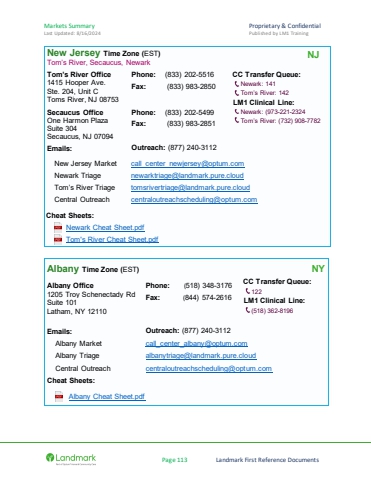 Markets Summary
Proprietary & Confidential
Last Updated: 8/16/2024
Published by LM1 Training
New Jersey Time Zone (EST)
NJ
Tom's River, Secaucus, Newark
Tom's River Office
1415 Hooper Ave.
Ste. 204, Unit C
Toms River, NJ 08753
Phone: (833) 202-5516
Fax: (833) 983-2850
CC Transfer Queue:
Newark: 141
Tom's River: 142
LM1 Clinical Line:
Newark: (973-221-2324
Tom's River: (732) 908-7782
Secaucus Office
One Harmon Plaza
Suite 304
Secaucus, NJ 07094
Phone: (833) 202-5499
Fax: (833) 983-2851
Emails:
Outreach: (877) 240-3112
New Jersey Market call_center_newjersey@optum.com
Newark Triage newarktriage@landmark.pure.cloud
Tom's River Triage tomsrivertriage@landmark.pure.cloud
Central Outreach centraloutreachscheduling@optum.com
Cheat Sheets:
Newark Cheat Sheet.pdf
Tom's River Cheat Sheet.pdf
Albany Time Zone (EST)
NY
Albany Office
1205 Troy Schenectady Rd
Suite 101
Latham, NY 12110
Phone: (518) 348-3176
Fax: (844) 574-2616
CC Transfer Queue:
122
LM1 Clinical Line:
(518) 362-8196
Emails:
Outreach: (877) 240-3112
Albany Market call_center_albany@optum.com
Albany Triage albanytriage@landmark.pure.cloud
Central Outreach centraloutreachscheduling@optum.com
Cheat Sheets:
Albany Cheat Sheet.pdf
Landmark
Page 113
Landmark First Reference Documents